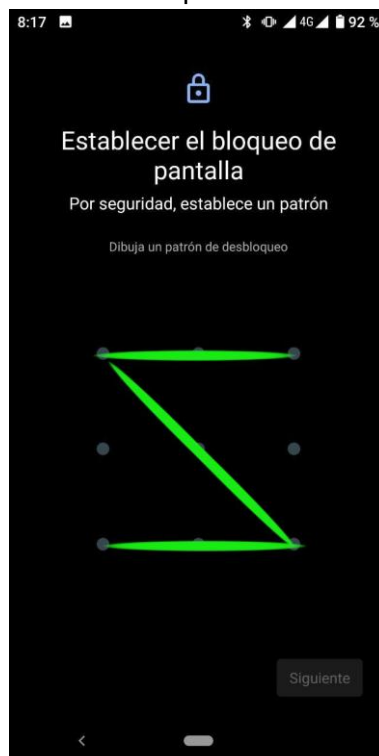 8:17 4G 92 %
Establecer el bloqueo de
pantalla
Por seguridad, establece un patrón
Dibuja un patrón de desbloqueo
Siguiente